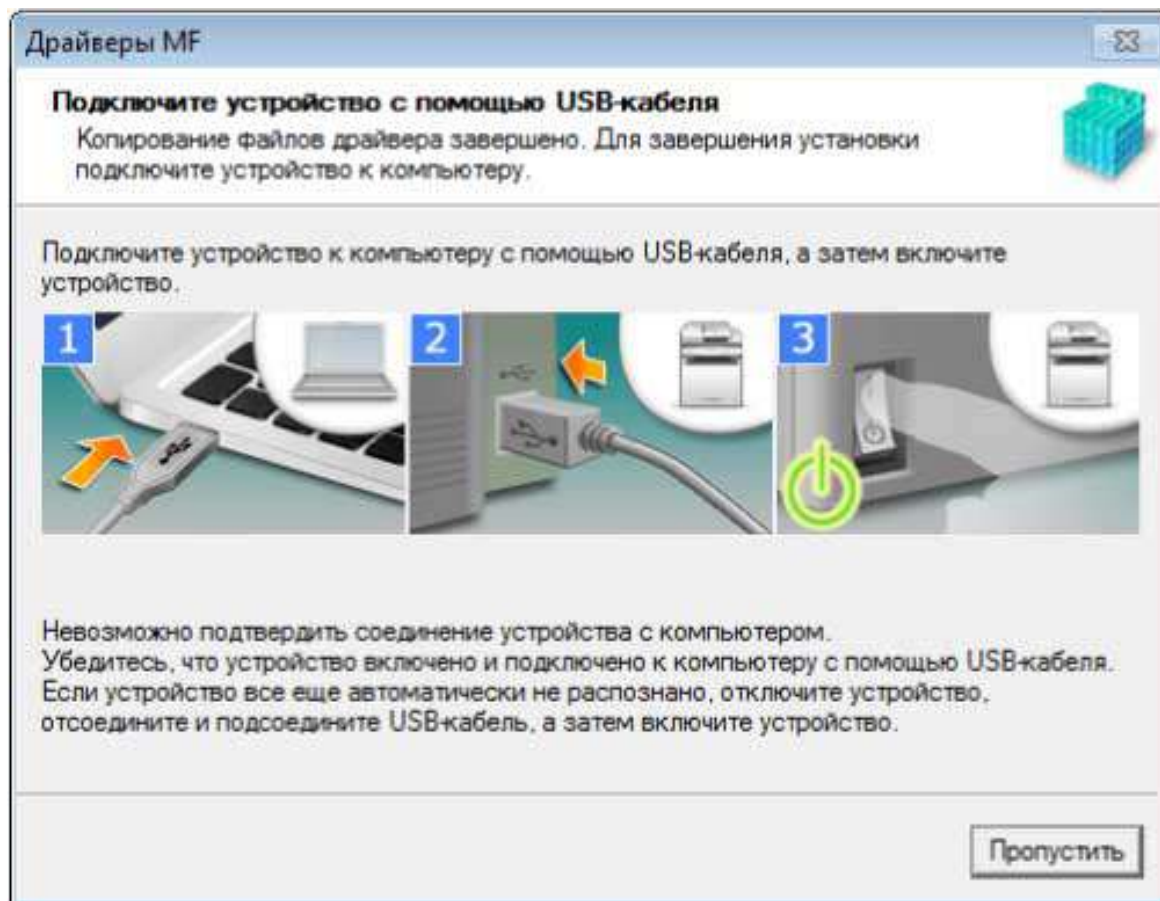 Драйверы MF
Подключите устройство с помощью USB-кабеля
Копирование файлов драйвера завершено. Для завершения установки
подключите устройство к компьютеру.
Подключите устройство к компьютеру с помощью USB-кабеля, а затем включите
устройство.
1 2 3
Невозможно подтвердить соединение устройства с компьютером.
Убедитесь, что устройство включено и подключено к компьютеру с помощью USB-кабеля.
Если устройство все еще автоматически не распознано, отключите устройство,
отсоедините и подсоедините USB-кабель, а затем включите устройство.
Пропустить